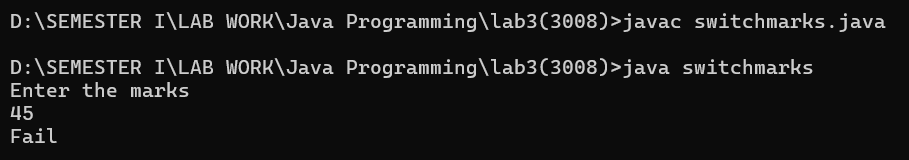 D:\SEMESTER I\LAB WORK\Java Programming\lab3(3008)>javac switchmarks.java
D:\SEMESTER I\LAB WORK\Java Programming\lab3(3008)>java switchmarks
Enter the marks
45
Fail